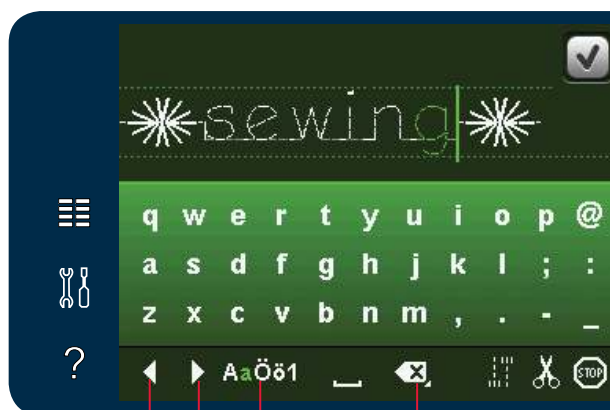 sewing
q w e r t y u i o p @
a s d f g h j k l ; :
z x c v b n m , . - _
? AaÖö1 STOP